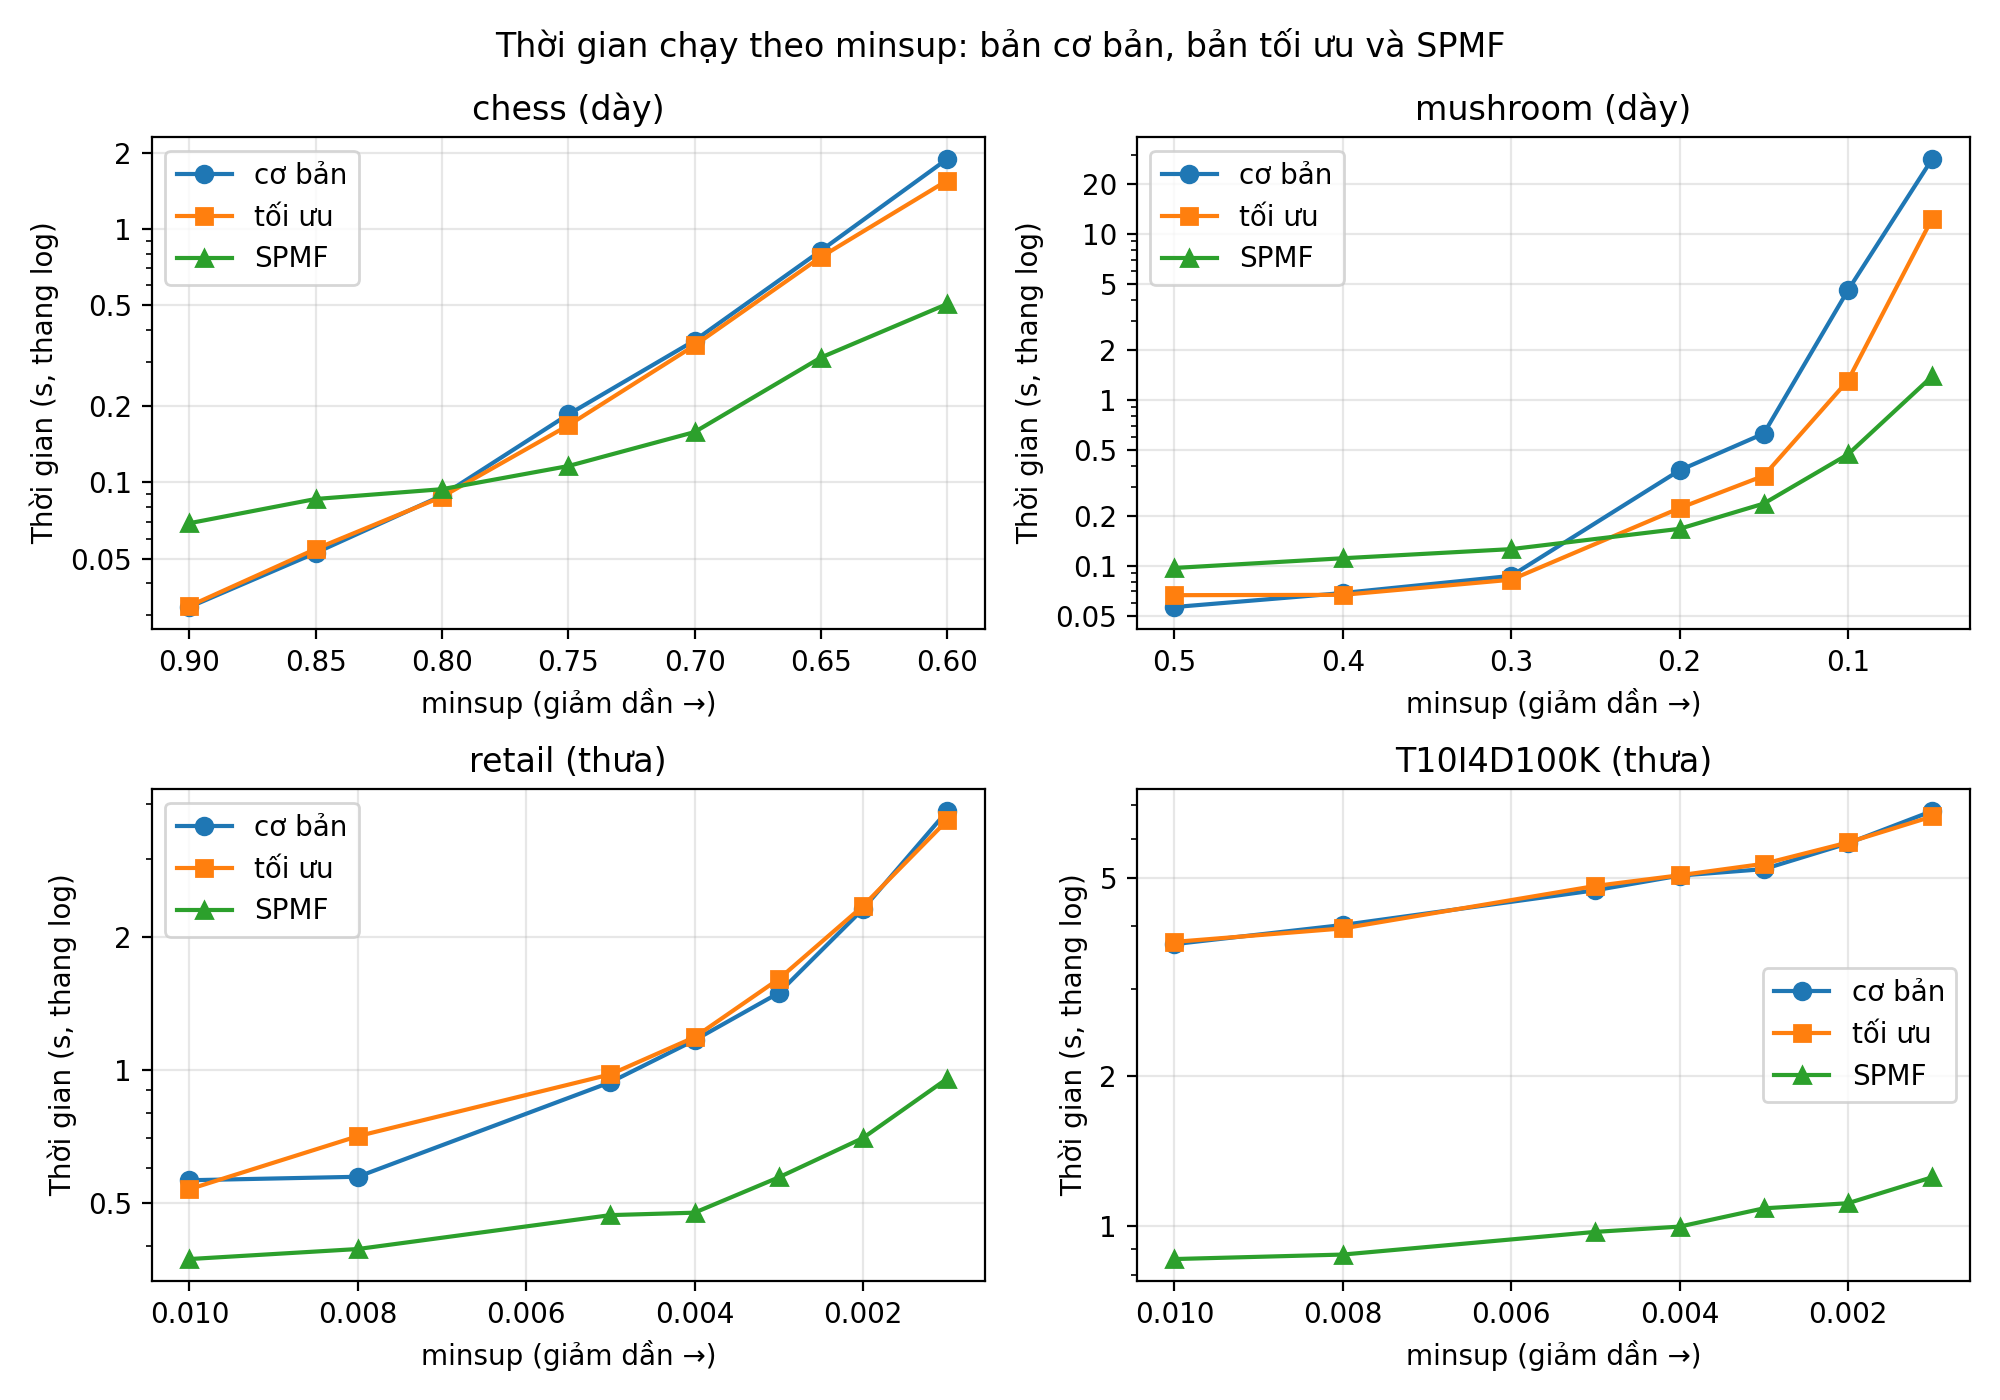 Thời gian chạy theo minsup: bản cơ bản, bản tối ưu và SPMF
chess (dày)
Thời gian (s, thang log)
2
1
0.5
0.2
0.1
0.05
cơ bản
tối ưu
SPMF
0.90 0.85 0.80 0.75 0.70 0.65 0.60
minsup (giảm dần →)
mushroom (dày)
Thời gian (s, thang log)
20
10
5
2
1
0.5
0.2
0.1
0.05
cơ bản
tối ưu
SPMF
0.5 0.4 0.3 0.2 0.1
minsup (giảm dần →)
retail (thưa)
Thời gian (s, thang log)
2
1
0.5
cơ bản
tối ưu
SPMF
0.010 0.008 0.006 0.004 0.002
minsup (giảm dần →)
T10I4D100K (thưa)
Thời gian (s, thang log)
5
2
1
cơ bản
tối ưu
SPMF
0.010 0.008 0.006 0.004 0.002
minsup (giảm dần →)